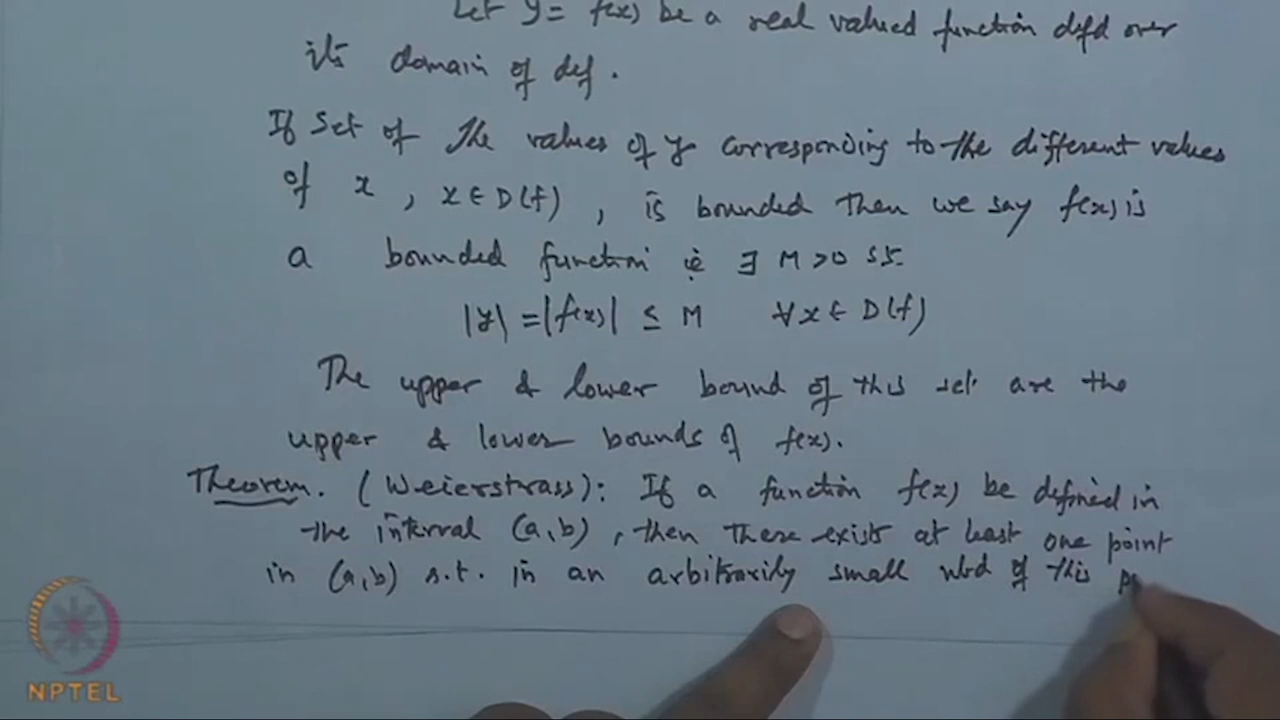 Let y = f(x) be a real valued function defd over
its domain of def.
If Set of the values of y corresponding to the different values
of x, x ∈ D(f), is bounded then we say f(x) is
a bounded function ie ∃ M > 0 s.t.
|y| = |f(x)| ≤ M ∀ x ∈ D(f)
The upper & lower bound of this set are the
upper & lower bounds of f(x).
Theorem. (Weierstrass): If a function f(x) be defined in
the interval (a,b), then there exists at least one point
in (a,b) s.t. in an arbitrarily small nbd of this
NPTEL